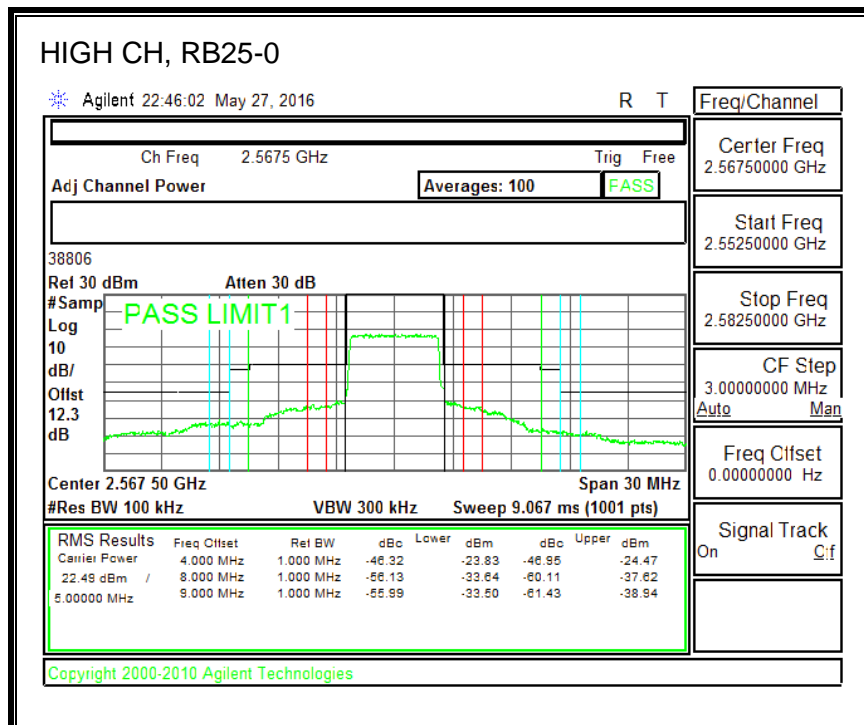 HIGH CH, RB25-0
Agilent 22:46:02 May 27, 2016 R T
Ch Freq 2.5675 GHz Trig Free
Adj Channel Power Averages: 100 PASS
38806
Ref 30 dBm Atten 30 dB
#Samp
Log
10
dB/
Offst
12.3
dB
PASS LIMIT1
Center 2.567 50 GHz Span 30 MHz
#Res BW 100 kHz VBW 300 kHz Sweep 9.067 ms (1001 pts)
RMS Results Freq Offset Ref BW dBc Lower dBm dBc Upper dBm
Carrier Power 4.000 MHz 1.000 MHz -46.32 -23.83 -46.95 -24.47
22.49 dBm / 8.000 MHz 1.000 MHz -56.13 -33.64 -60.11 -37.62
5.00000 MHz 9.000 MHz 1.000 MHz -55.99 -33.50 -61.43 -38.94
Copyright 2000-2010 Agilent Technologies
Freq/Channel
Center Freq
2.56750000 GHz
Start Freq
2.55250000 GHz
Stop Freq
2.58250000 GHz
CF Step
3.00000000 MHz
Auto Man
Freq Offset
0.00000000 Hz
Signal Track
On Off